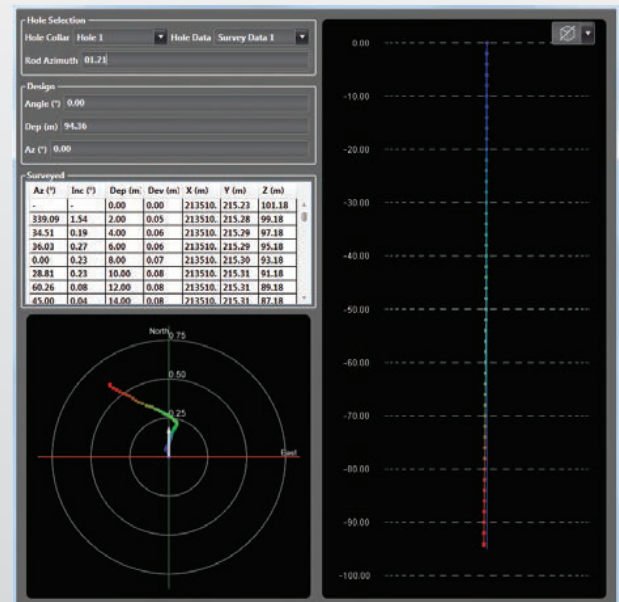 Hole Selection
Hole Collar Hole 1 Hole Data Survey Data 1
Rod Azimuth 01.21
Design
Angle (°) 0.00
Dep (m) 94.36
Az (°) 0.00
Surveyed
Az (°) Inc (°) Dep (m) Dev (m) X (m) Y (m) Z (m)
- - 0.00 0.00 213510. 215.23 101.18
339.09 1.54 2.00 0.05 213510. 215.28 99.18
34.51 0.19 4.00 0.06 213510. 215.29 97.18
36.03 0.27 6.00 0.06 213510. 215.29 95.18
0.00 0.23 8.00 0.07 213510. 215.30 93.18
28.81 0.23 10.00 0.08 213510. 215.31 91.18
60.26 0.08 12.00 0.08 213510. 215.31 89.18
45.00 0.04 14.00 0.08 213510. 215.31 87.18
North
0.75
0.50
0.25
East
0.00
-10.00
-20.00
-30.00
-40.00
-50.00
-60.00
-70.00
-80.00
-90.00
-100.00